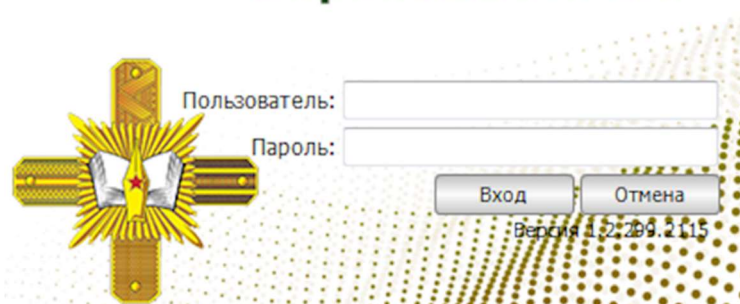 Пользователь:
Пароль:
Вход Отмена
Версия 1.2.299.2115